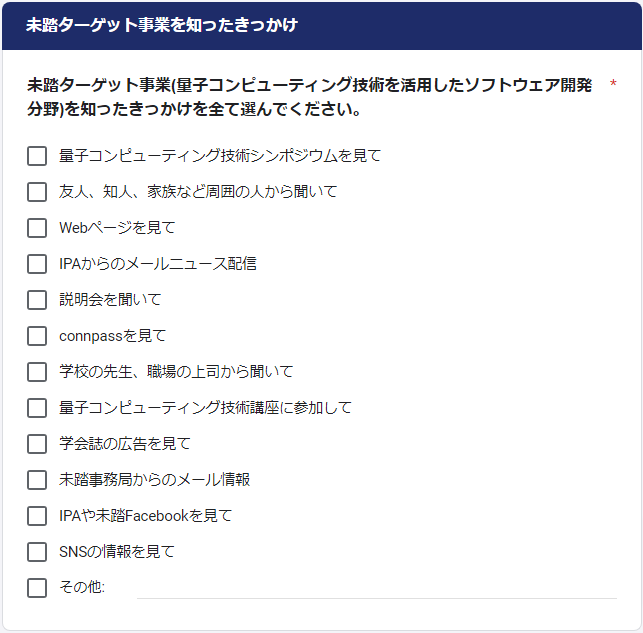 未踏ターゲット事業を知ったきっかけ
未踏ターゲット事業(量子コンピューティング技術を活用したソフトウェア開発 *
分野)を知ったきっかけを全て選んでください。
量子コンピューティング技術シンポジウムを見て
友人、知人、家族など周囲の人から聞いて
Webページを見て
IPAからのメールニュース配信
説明会を聞いて
connpassを見て
学校の先生、職場の上司から聞いて
量子コンピューティング技術講座に参加して
学会誌の広告を見て
未踏事務局からのメール情報
IPAや未踏Facebookを見て
SNSの情報を見て
その他: